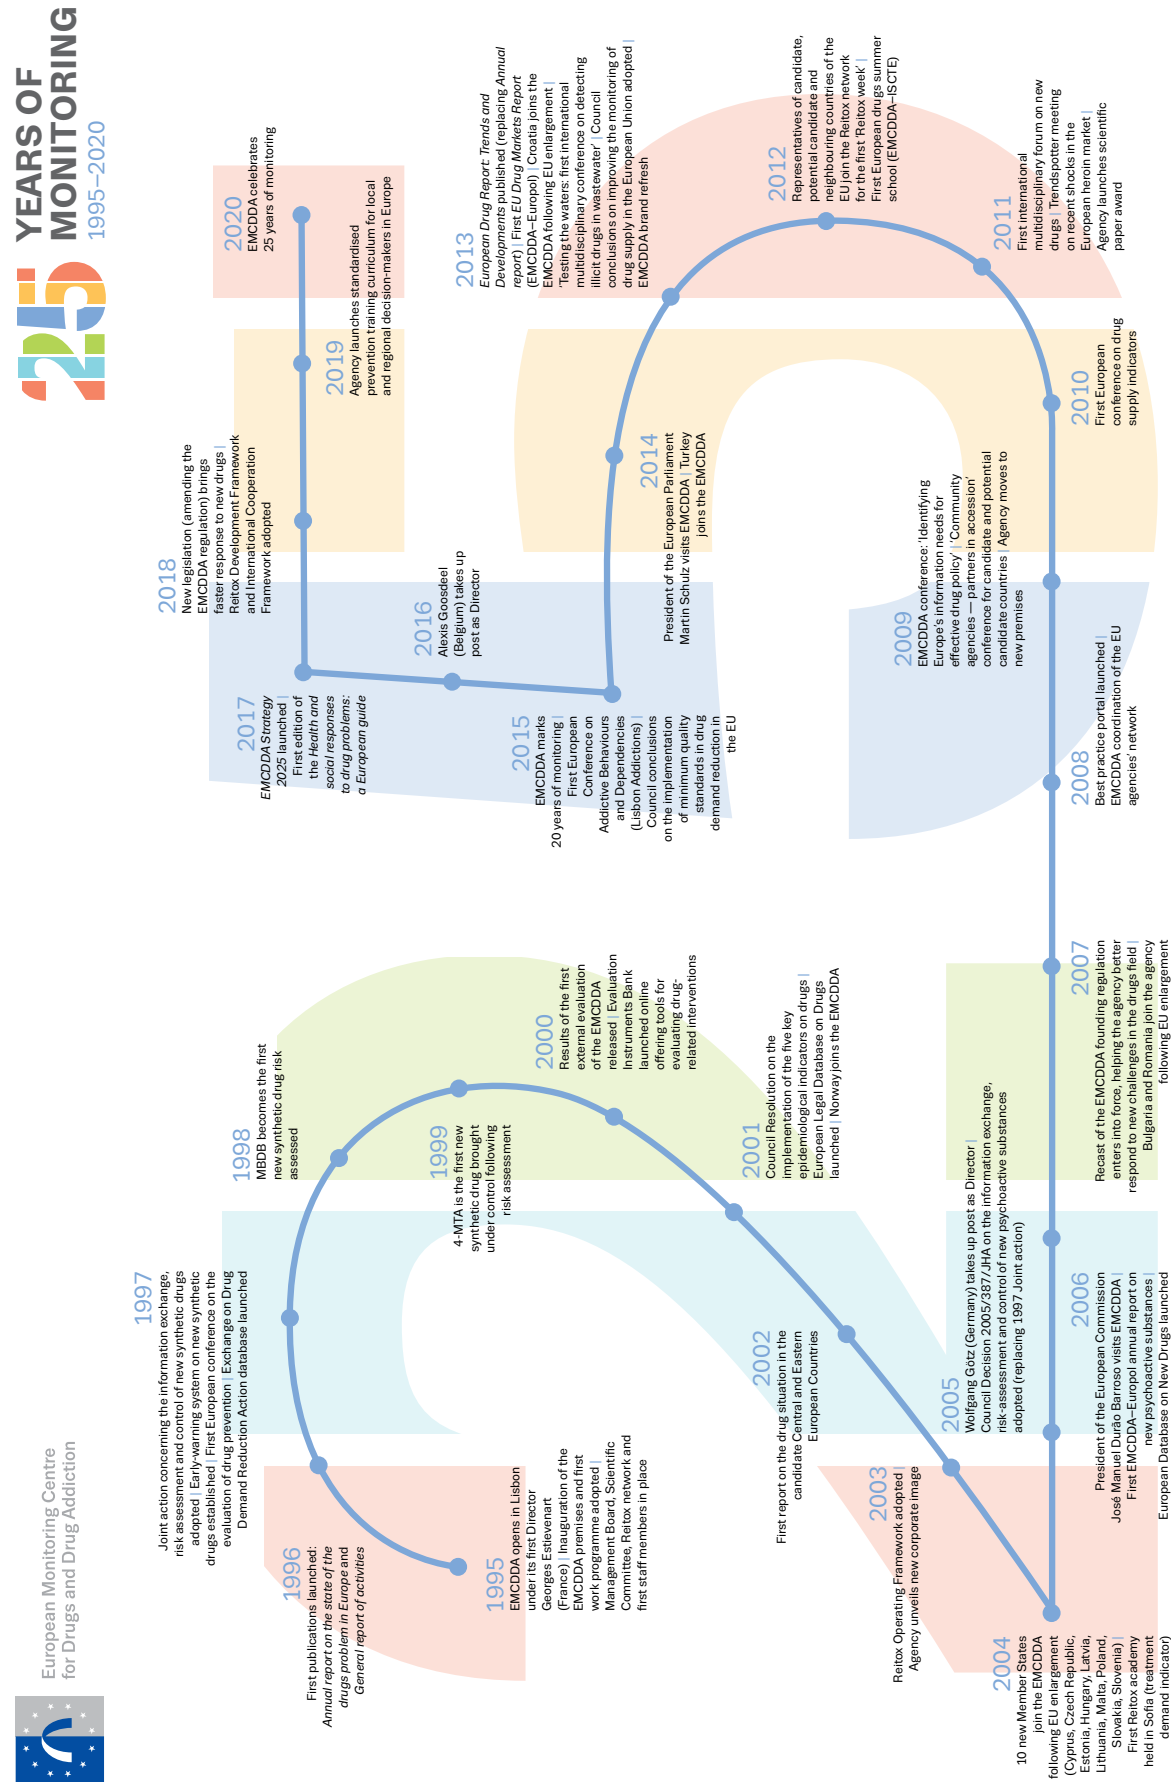 European Monitoring Centre
for Drugs and Drug Addiction
25
YEARS OF
MONITORING
1995–2020
1995
EMCDDA opens in Lisbon
under its first Director
Georges Estievenart
(France) | Inauguration of the
EMCDDA premises and first
work programme adopted |
Management Board, Scientific
Committee, Reitox network and
first staff members in place
1996
First publications launched:
Annual report on the state of the
drugs problem in Europe and
General report of activities
1997
Joint action concerning the information exchange,
risk assessment and control of new synthetic drugs
adopted | Early-warning system on new synthetic
drugs established | First European conference on the
evaluation of drug prevention | Exchange on Drug
Demand Reduction Action database launched
1998
MBDB becomes the first
new synthetic drug risk
assessed
1999
4-MTA is the first new
synthetic drug brought
under control following
risk assessment
2000
Results of the first
external evaluation
of the EMCDDA
released | Evaluation
Instruments Bank
launched online
offering tools for
evaluating drug-
related interventions
2001
Council Resolution on the
implementation of the five key
epidemiological indicators on drugs |
European Legal Database on Drugs
launched | Norway joins the EMCDDA
2002
First report on the drug situation in the
candidate Central and Eastern
European Countries
2003
Reitox Operating Framework adopted |
Agency unveils new corporate image
2004
10 new Member States
join the EMCDDA
following EU enlargement
(Cyprus, Czech Republic,
Estonia, Hungary, Latvia,
Lithuania, Malta, Poland,
Slovakia, Slovenia) |
First Reitox academy
held in Sofia (treatment
demand indicator)
2005
Wolfgang Götz (Germany) takes up post as Director |
Council Decision 2005/387/JHA on the information exchange,
risk-assessment and control of new psychoactive substances
adopted (replacing 1997 Joint action)
2006
President of the European Commission
José Manuel Durão Barroso visits EMCDDA |
First EMCDDA–Europol annual report on
new psychoactive substances |
European Database on New Drugs launched
2007
Recast of the EMCDDA founding regulation
enters into force, helping the agency better
respond to new challenges in the drugs field |
Bulgaria and Romania join the agency
following EU enlargement
2008
Best practice portal launched |
EMCDDA coordination of the EU
agencies’ network
2009
EMCDDA conference: ‘Identifying
Europe’s information needs for
effective drug policy’ | ‘Community
agencies — partners in accession’
conference for candidate and potential
candidate countries | Agency moves to
new premises
2010
First European
conference on drug
supply indicators
2011
First international
multidisciplinary forum on new
drugs | Trendspotter meeting
on recent shocks in the
European heroin market |
Agency launches scientific
paper award
2012
Representatives of candidate,
potential candidate and
neighbouring countries of the
EU join the Reitox network
for the first ‘Reitox week’ |
First European drugs summer
school (EMCDDA–ISCTE)
2013
European Drug Report: Trends and
Developments published (replacing Annual
report) | First EU Drug Markets Report
(EMCDDA–Europol) | Croatia joins the
EMCDDA following EU enlargement |
‘Testing the waters: first international
multidisciplinary conference on detecting
illicit drugs in wastewater’ | Council
conclusions on improving the monitoring of
drug supply in the European Union adopted |
EMCDDA brand refresh
2014
President of the European Parliament
Martin Schulz visits EMCDDA | Turkey
joins the EMCDDA
2015
EMCDDA marks
20 years of monitoring |
First European
Conference on
Addictive Behaviours
and Dependencies
(Lisbon Addictions) |
Council conclusions
on the implementation
of minimum quality
standards in drug
demand reduction in
the EU
2016
Alexis Goosdeel
(Belgium) takes up
post as Director
2017
EMCDDA Strategy
2025 launched |
First edition of
the Health and
social responses
to drug problems:
a European guide
2018
New legislation (amending the
EMCDDA regulation) brings
faster response to new drugs |
Reitox Development Framework
and International Cooperation
Framework adopted
2019
Agency launches standardised
prevention training curriculum for local
and regional decision-makers in Europe
2020
EMCDDA celebrates
25 years of monitoring